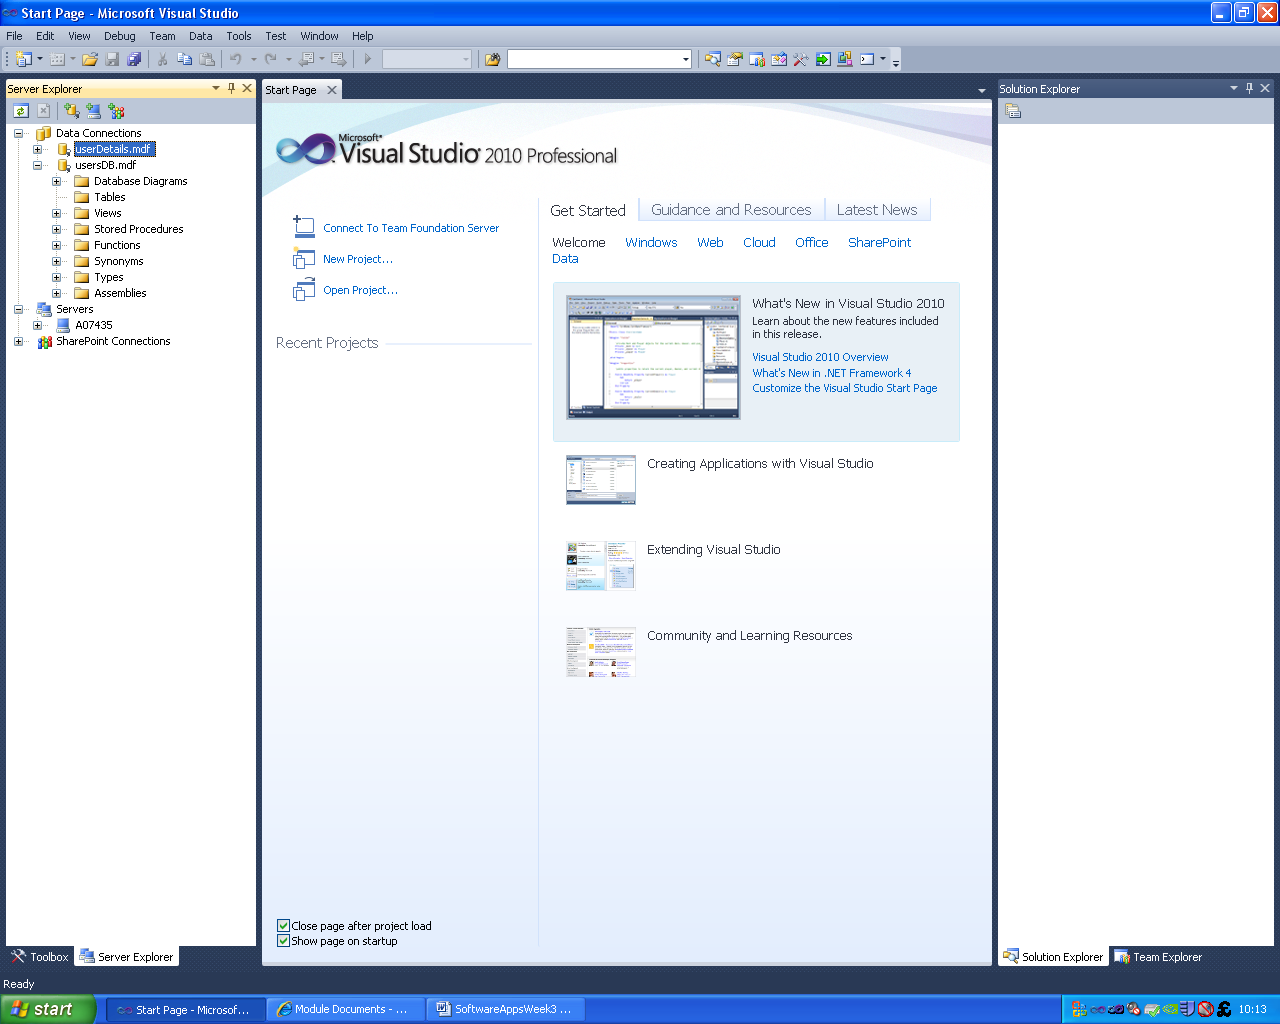 Start Page - Microsoft Visual Studio
File Edit View Debug Team Data Tools Test Window Help
Server Explorer
Data Connections
userDetails.mdf
usersDB.mdf
Database Diagrams
Tables
Views
Stored Procedures
Functions
Synonyms
Types
Assemblies
Servers
A07435
SharePoint Connections
Toolbox
Server Explorer
Start Page
Microsoft®
Visual Studio® 2010 Professional
Connect To Team Foundation Server
New Project...
Open Project...
Recent Projects
Close page after project load
Show page on startup
Get Started Guidance and Resources Latest News
Welcome Windows Web Cloud Office SharePoint
Data
What's New in Visual Studio 2010
Learn about the new features included
in this release.
Visual Studio 2010 Overview
What's New in .NET Framework 4
Customize the Visual Studio Start Page
Creating Applications with Visual Studio
Extending Visual Studio
Community and Learning Resources
Solution Explorer
Solution Explorer
Team Explorer
Ready
start
Start Page - Microsof...
Module Documents - ...
SoftwareAppsWeek3 ...
10:13